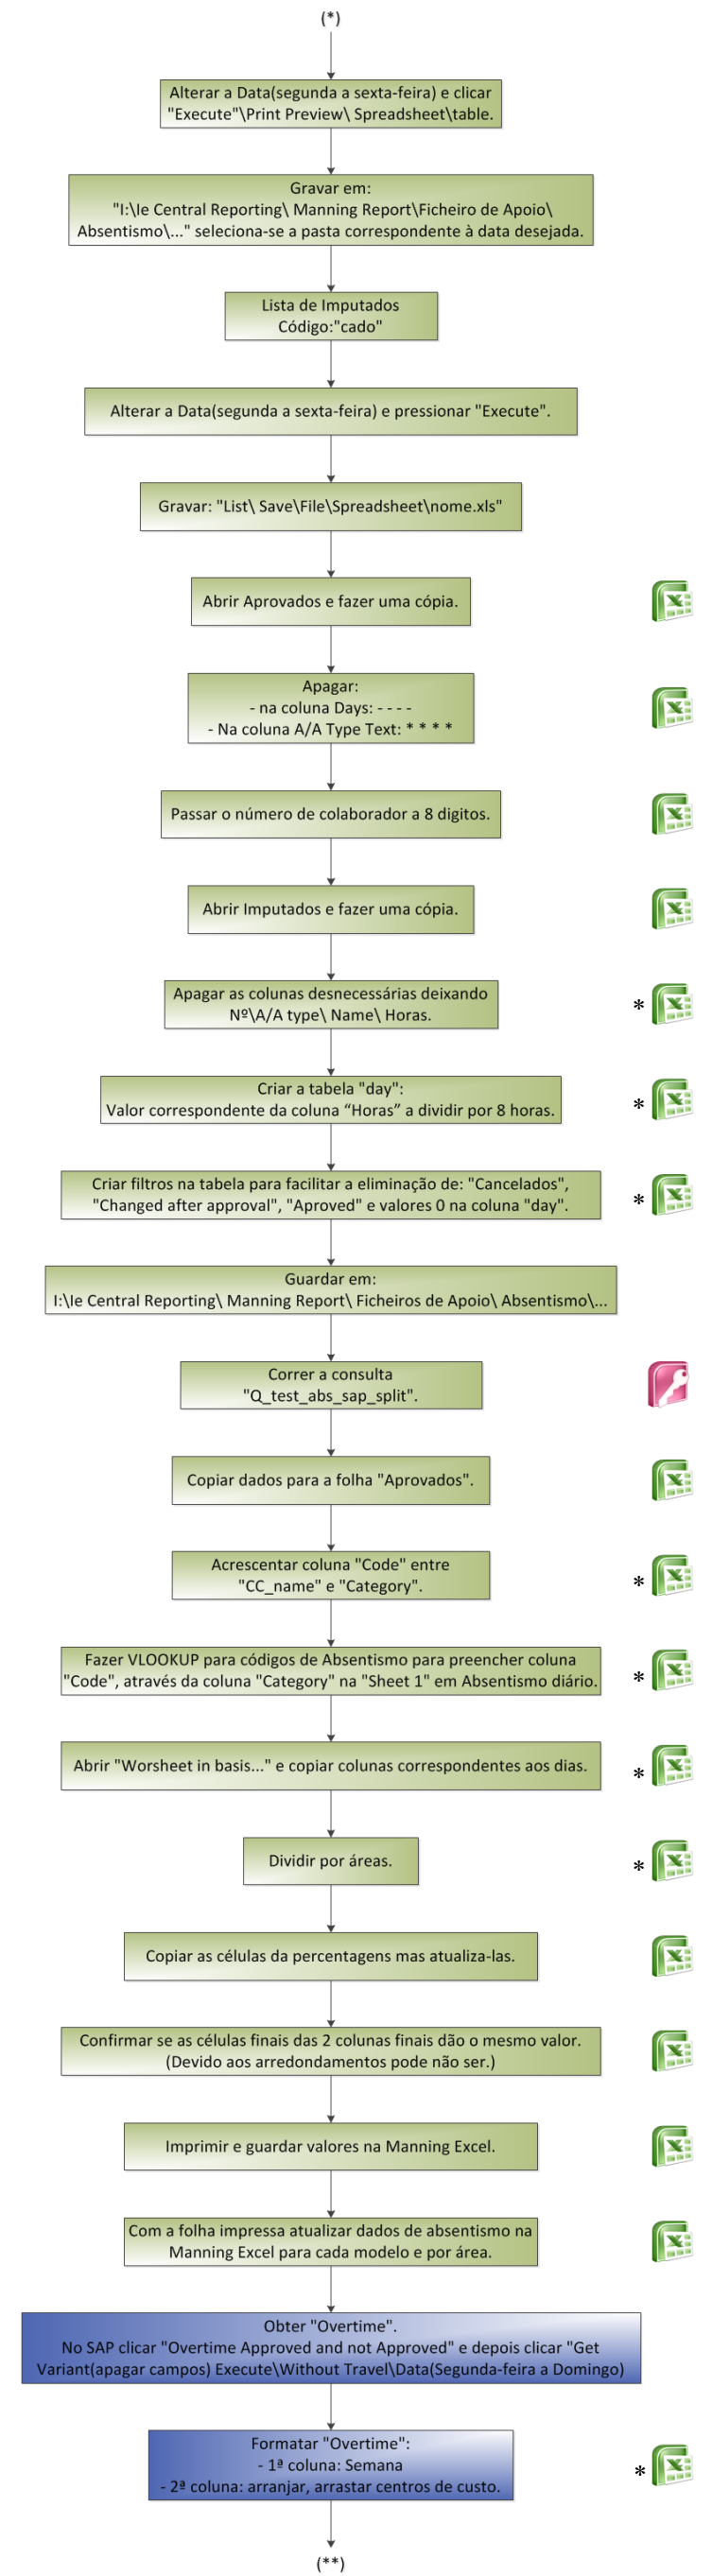 (*)
Alterar a Data(segunda a sexta-feira) e clicar
"Execute"\Print Preview\ Spreadsheet\table.
Gravar em:
"I:\Ie Central Reporting\ Manning Report\Ficheiro de Apoio\
Absentismo\..." seleciona-se a pasta correspondente à data desejada.
Lista de Imputados
Código:"cado"
Alterar a Data(segunda a sexta-feira) e pressionar "Execute".
Gravar: "List\ Save\File\Spreadsheet\nome.xls"
Abrir Aprovados e fazer uma cópia.
Apagar:
- na coluna Days: - - - -
- Na coluna A/A Type Text: * * * *
Passar o número de colaborador a 8 digitos.
Abrir Imputados e fazer uma cópia.
Apagar as colunas desnecessárias deixando
Nº\A/A type\ Name\ Horas.
*
Criar a tabela "day":
Valor correspondente da coluna “Horas” a dividir por 8 horas.
*
Criar filtros na tabela para facilitar a eliminação de: "Cancelados",
"Changed after approval", "Aproved" e valores 0 na coluna "day".
*
Guardar em:
I:\Ie Central Reporting\ Manning Report\ Ficheiros de Apoio\ Absentismo\...
Correr a consulta
"Q_test_abs_sap_split".
Copiar dados para a folha "Aprovados".
Acrescentar coluna "Code" entre
"CC_name" e "Category".
*
Fazer VLOOKUP para códigos de Absentismo para preencher coluna
"Code", através da coluna "Category" na "Sheet 1" em Absentismo diário.
*
Abrir "Worsheet in basis..." e copiar colunas correspondentes aos dias.
*
Dividir por áreas.
*
Copiar as células da percentagens mas atualiza-las.
Confirmar se as células finais das 2 colunas finais dão o mesmo valor.
(Devido aos arredondamentos pode não ser.)
Imprimir e guardar valores na Manning Excel.
Com a folha impressa atualizar dados de absentismo na
Manning Excel para cada modelo e por área.
Obter "Overtime".
No SAP clicar "Overtime Approved and not Approved" e depois clicar "Get
Variant(apagar campos) Execute\Without Travel\Data(Segunda-feira a Domingo)
Formatar "Overtime":
- 1ª coluna: Semana
- 2ª coluna: arranjar, arrastar centros de custo.
*
(**)